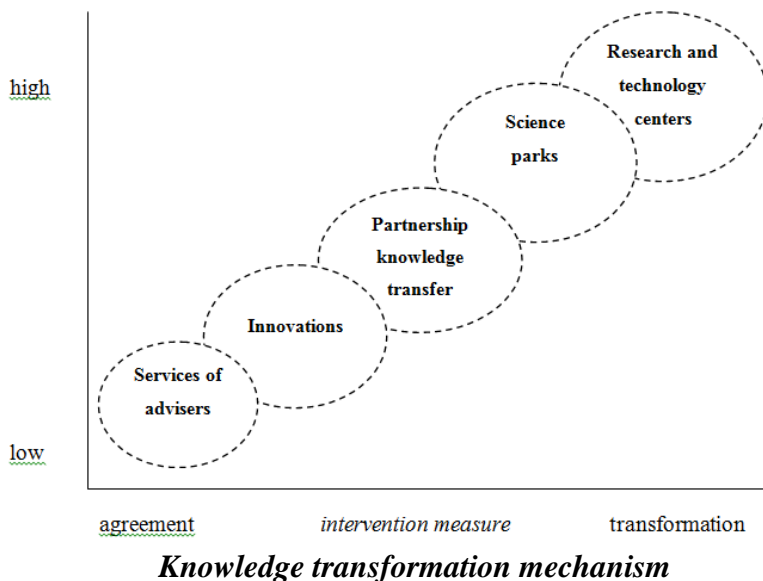 high
Research and
technology
centers
Science
parks
Partnership
knowledge
transfer
Innovations
Services of
advisers
low
agreement intervention measure transformation
Knowledge transformation mechanism